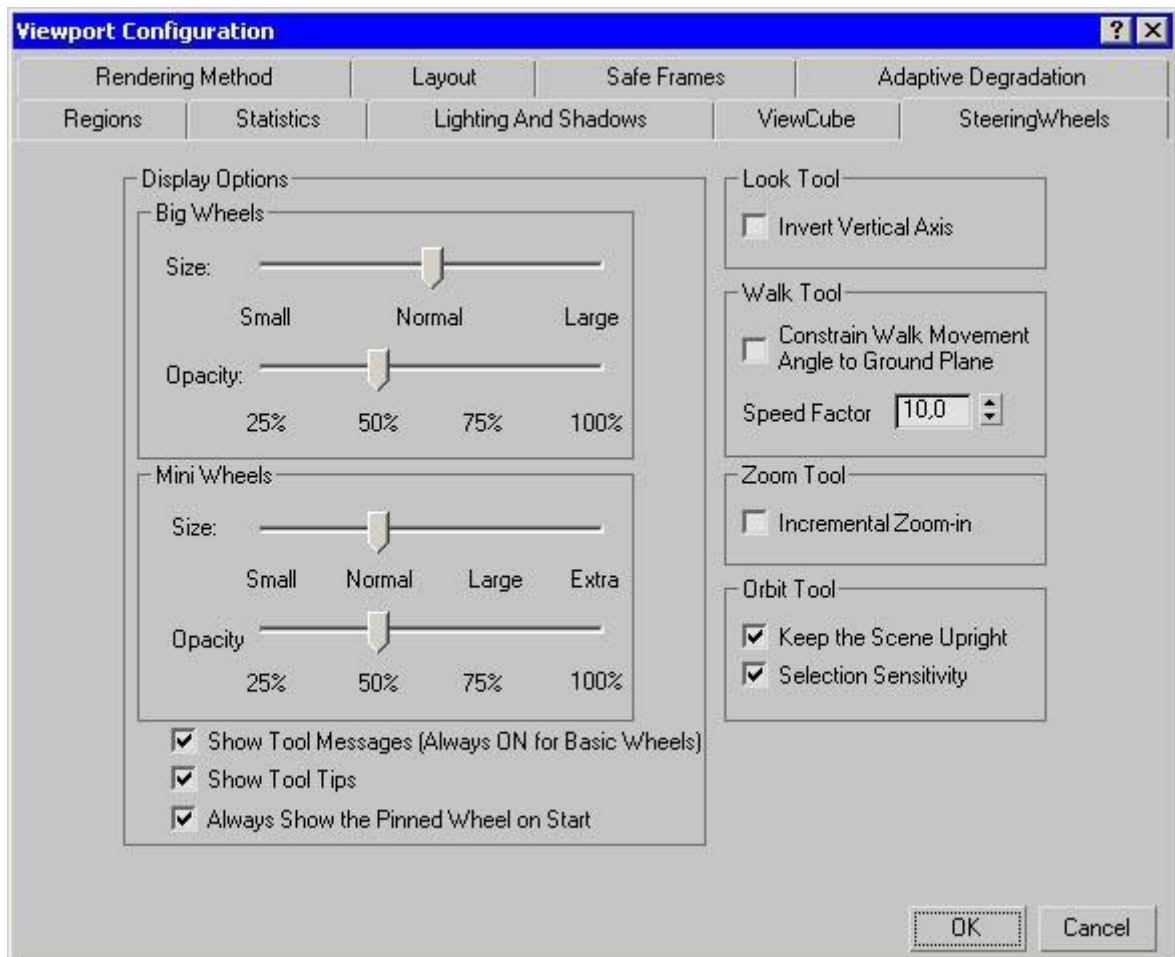 Viewport Configuration
Rendering Method Layout Safe Frames Adaptive Degradation
Regions Statistics Lighting And Shadows ViewCube SteeringWheels
Display Options
Big Wheels
Size:
Small Normal Large
Opacity:
25% 50% 75% 100%
Mini Wheels
Size:
Small Normal Large Extra
Opacity
25% 50% 75% 100%
Show Tool Messages (Always ON for Basic Wheels)
Show Tool Tips
Always Show the Pinned Wheel on Start
Look Tool
Invert Vertical Axis
Walk Tool
Constrain Walk Movement
Angle to Ground Plane
Speed Factor 10,0
Zoom Tool
Incremental Zoom-in
Orbit Tool
Keep the Scene Upright
Selection Sensitivity
OK Cancel